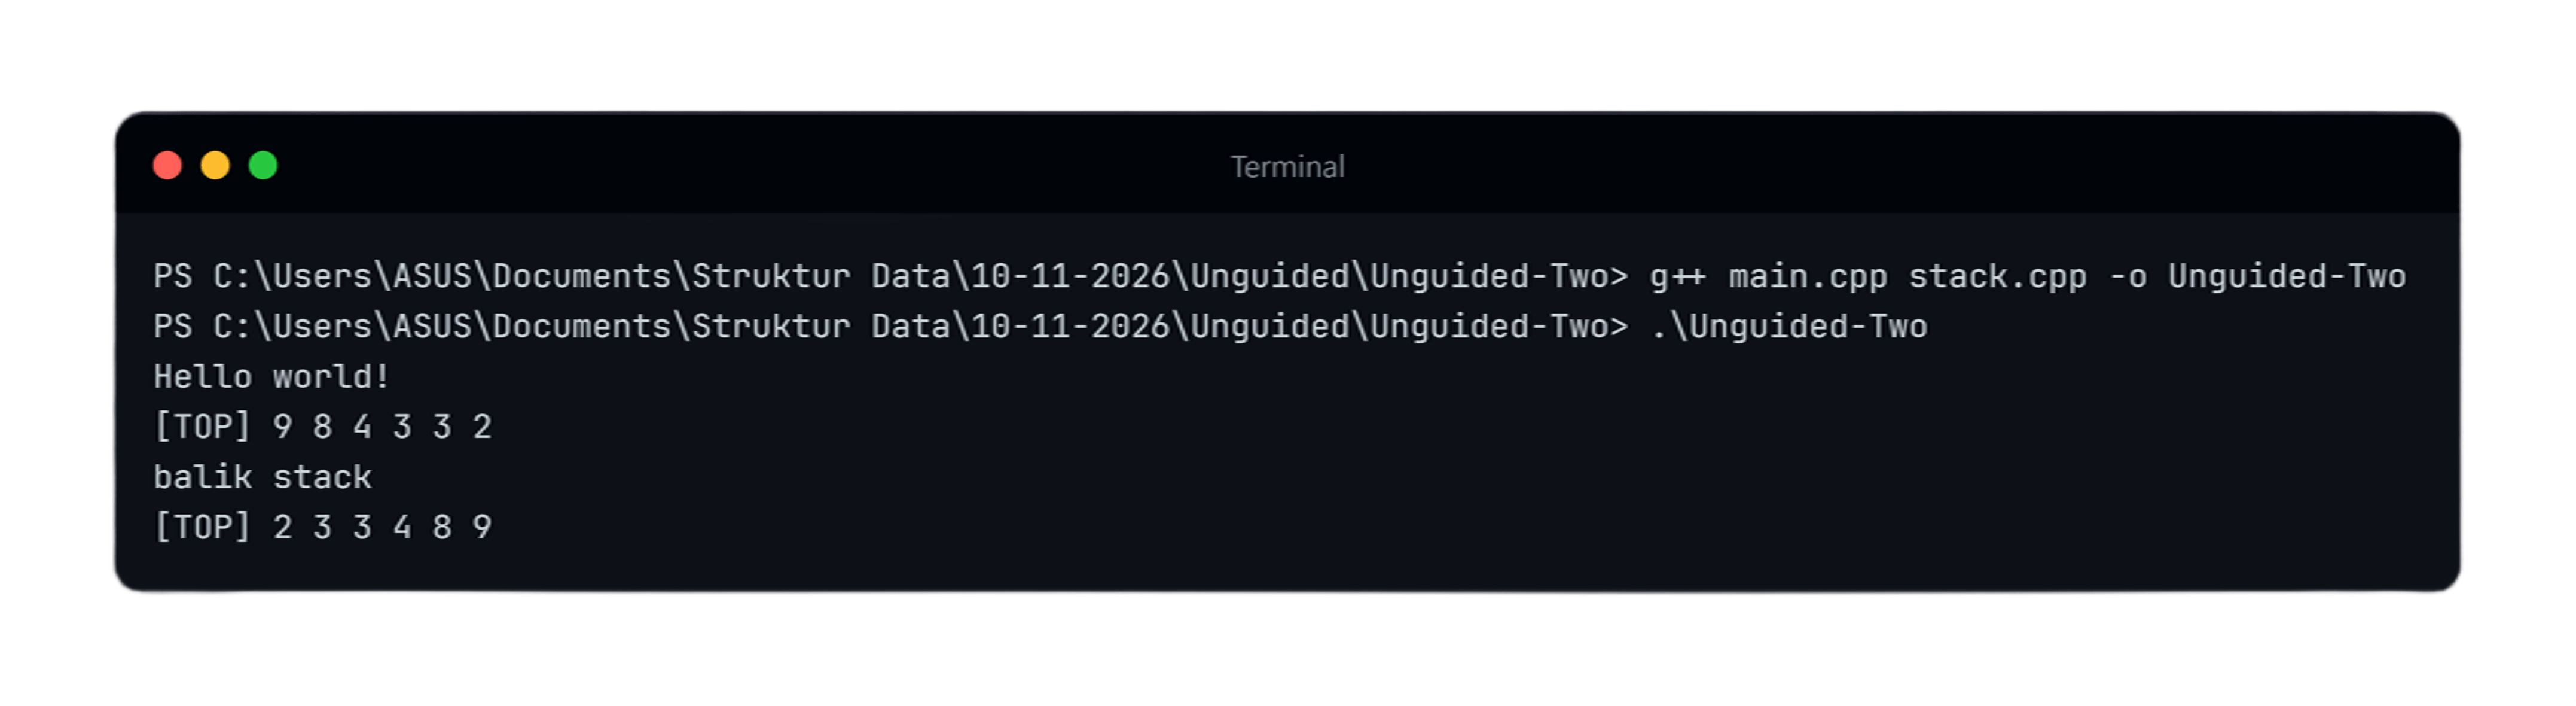 Terminal
PS C:\Users\ASUS\Documents\Struktur Data\10-11-2026\Unguided\Unguided-Two> g++ main.cpp stack.cpp -o Unguided-Two
PS C:\Users\ASUS\Documents\Struktur Data\10-11-2026\Unguided\Unguided-Two> .\Unguided-Two
Hello world!
[TOP] 9 8 4 3 3 2
balik stack
[TOP] 2 3 3 4 8 9